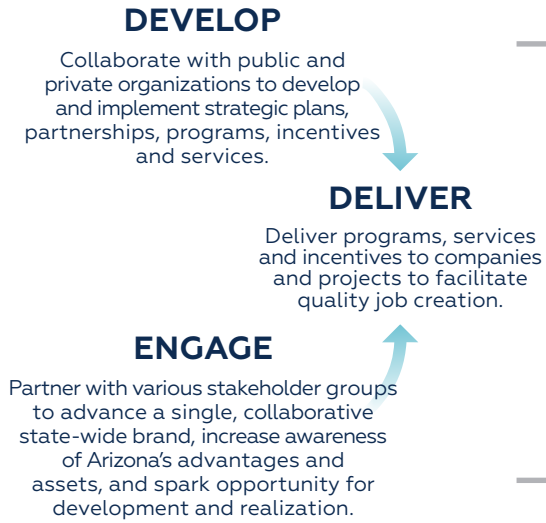 DEVELOP
Collaborate with public and
private organizations to develop
and implement strategic plans,
partnerships, programs, incentives
and services.
DELIVER
Deliver programs, services
and incentives to companies
and projects to facilitate
quality job creation.
ENGAGE
Partner with various stakeholder groups
to advance a single, collaborative
state-wide brand, increase awareness
of Arizona’s advantages and
assets, and spark opportunity for
development and realization.